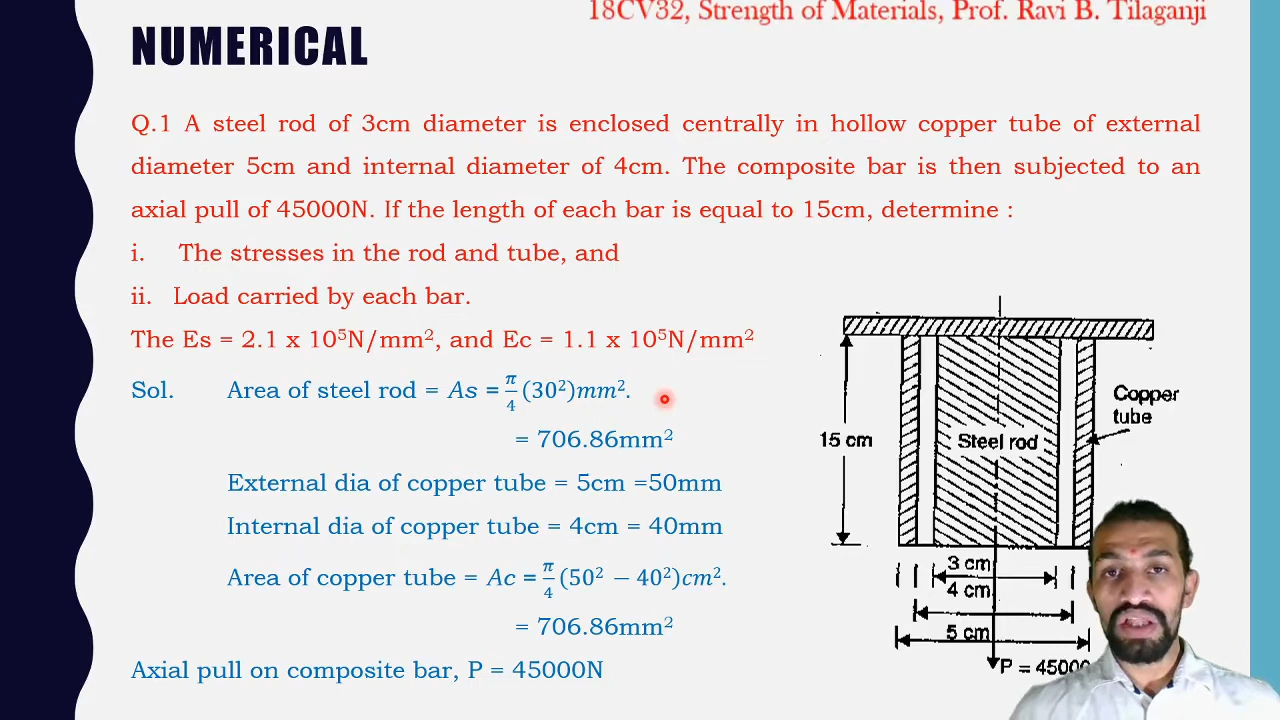 18CV32, Strength of Materials, Prof. Ravi B. Tilaganji
NUMERICAL
Q.1 A steel rod of 3cm diameter is enclosed centrally in hollow copper tube of external
diameter 5cm and internal diameter of 4cm. The composite bar is then subjected to an
axial pull of 45000N. If the length of each bar is equal to 15cm, determine :
i. The stresses in the rod and tube, and
ii. Load carried by each bar.
The Es = 2.1 x 10⁵N/mm², and Ec = 1.1 x 10⁵N/mm²
Sol. Area of steel rod = As = π/4 (30²)mm².
= 706.86mm²
External dia of copper tube = 5cm =50mm
Internal dia of copper tube = 4cm = 40mm
Area of copper tube = Ac = π/4 (50² − 40²)cm².
= 706.86mm²
Axial pull on composite bar, P = 45000N
Copper
tube
15 cm
Steel rod
3 cm
4 cm
5 cm
P = 45000